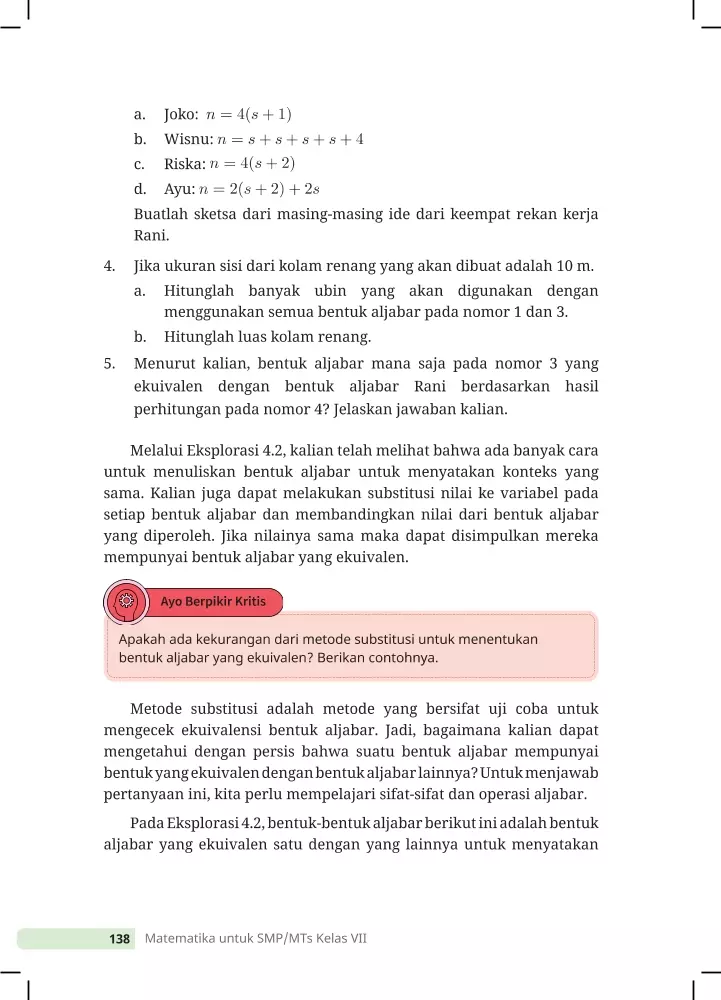 a. Joko: n = 4(s + 1)
b. Wisnu: n = s + s + s + s + 4
c. Riska: n = 4(s + 2)
d. Ayu: n = 2(s + 2) + 2s
Buatlah sketsa dari masing-masing ide dari keempat rekan kerja
Rani.
4. Jika ukuran sisi dari kolam renang yang akan dibuat adalah 10 m.
a. Hitunglah banyak ubin yang akan digunakan dengan
menggunakan semua bentuk aljabar pada nomor 1 dan 3.
b. Hitunglah luas kolam renang.
5. Menurut kalian, bentuk aljabar mana saja pada nomor 3 yang
ekuivalen dengan bentuk aljabar Rani berdasarkan hasil
perhitungan pada nomor 4? Jelaskan jawaban kalian.
Melalui Eksplorasi 4.2, kalian telah melihat bahwa ada banyak cara
untuk menuliskan bentuk aljabar untuk menyatakan konteks yang
sama. Kalian juga dapat melakukan substitusi nilai ke variabel pada
setiap bentuk aljabar dan membandingkan nilai dari bentuk aljabar
yang diperoleh. Jika nilainya sama maka dapat disimpulkan mereka
mempunyai bentuk aljabar yang ekuivalen.
Ayo Berpikir Kritis
Apakah ada kekurangan dari metode substitusi untuk menentukan
bentuk aljabar yang ekuivalen? Berikan contohnya.
Metode substitusi adalah metode yang bersifat uji coba untuk
mengecek ekuivalensi bentuk aljabar. Jadi, bagaimana kalian dapat
mengetahui dengan persis bahwa suatu bentuk aljabar mempunyai
bentuk yang ekuivalen dengan bentuk aljabar lainnya? Untuk menjawab
pertanyaan ini, kita perlu mempelajari sifat-sifat dan operasi aljabar.
Pada Eksplorasi 4.2, bentuk-bentuk aljabar berikut ini adalah bentuk
aljabar yang ekuivalen satu dengan yang lainnya untuk menyatakan
138 Matematika untuk SMP/MTs Kelas VII